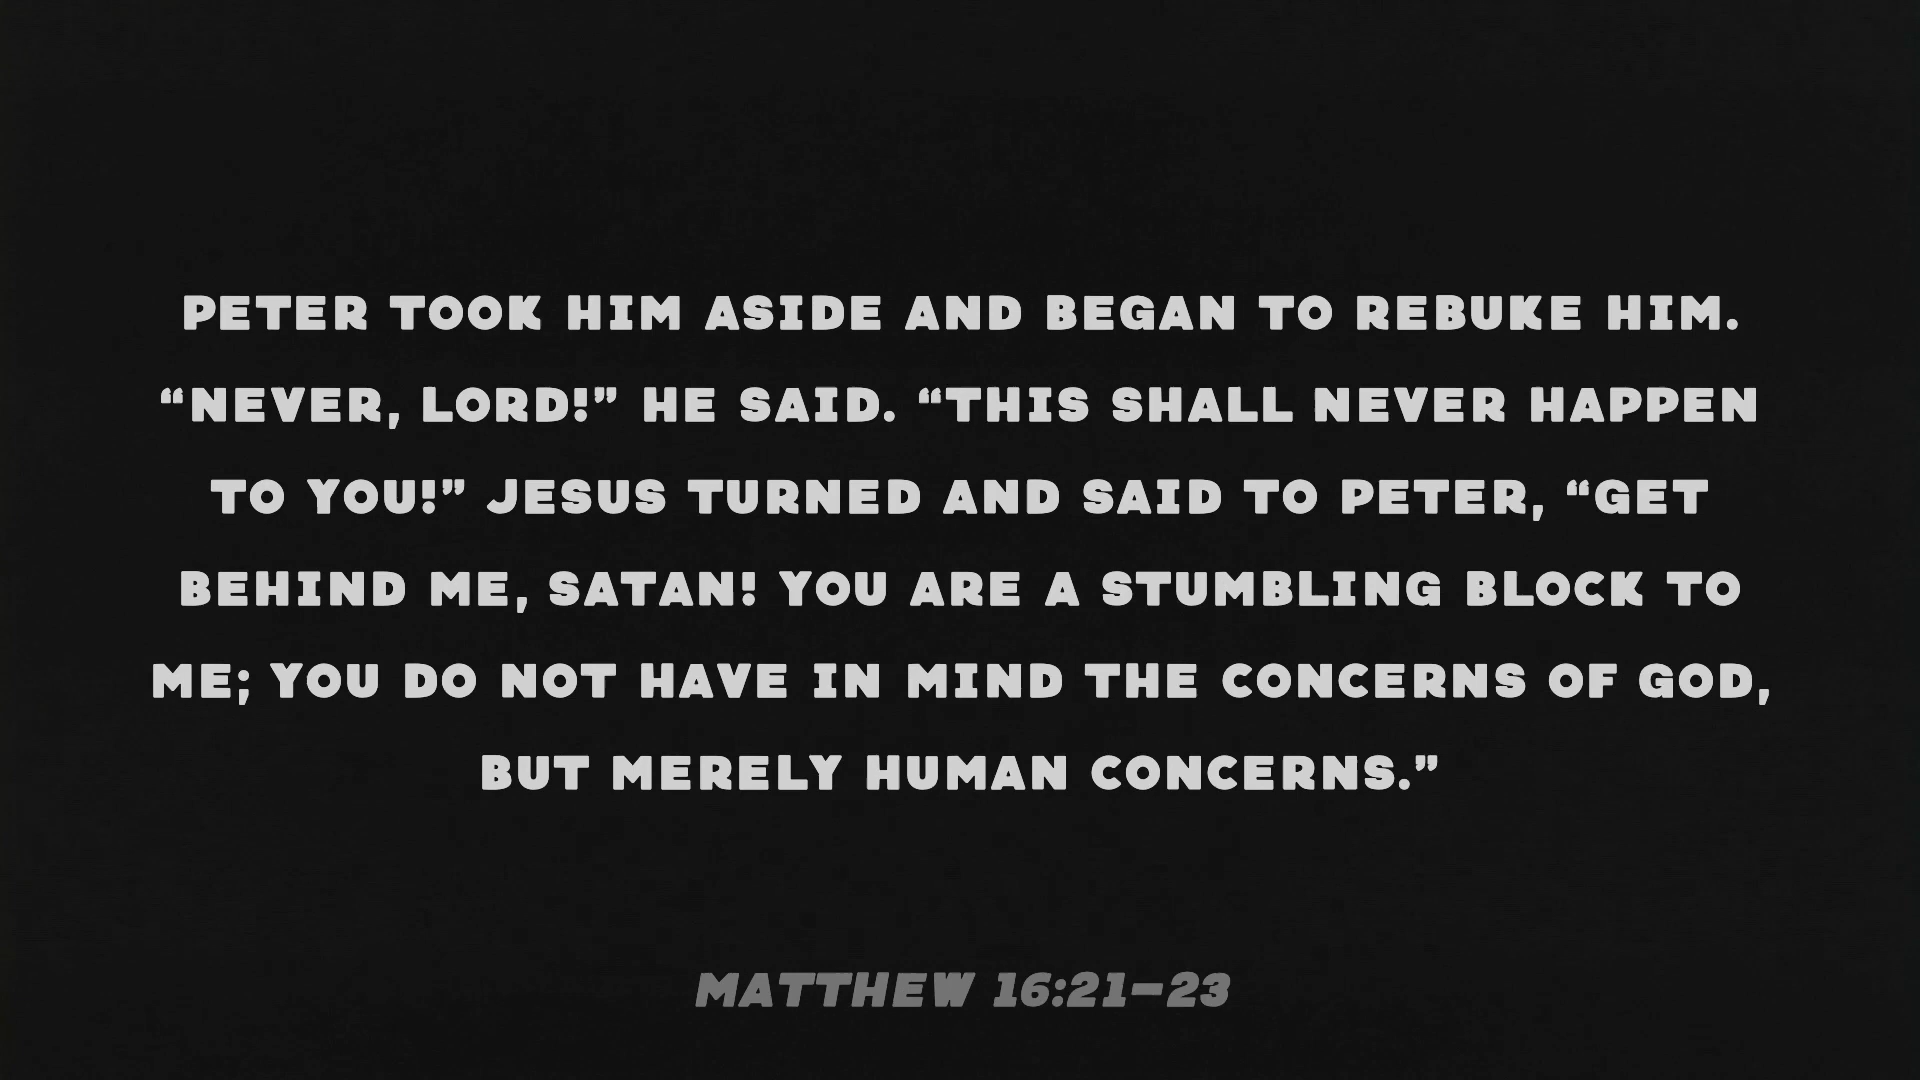 PETER TOOK HIM ASIDE AND BEGAN TO REBUKE HIM.
“NEVER, LORD!” HE SAID. “THIS SHALL NEVER HAPPEN
TO YOU!” JESUS TURNED AND SAID TO PETER, “GET
BEHIND ME, SATAN! YOU ARE A STUMBLING BLOCK TO
ME; YOU DO NOT HAVE IN MIND THE CONCERNS OF GOD,
BUT MERELY HUMAN CONCERNS.”
MATTHEW 16:21–23